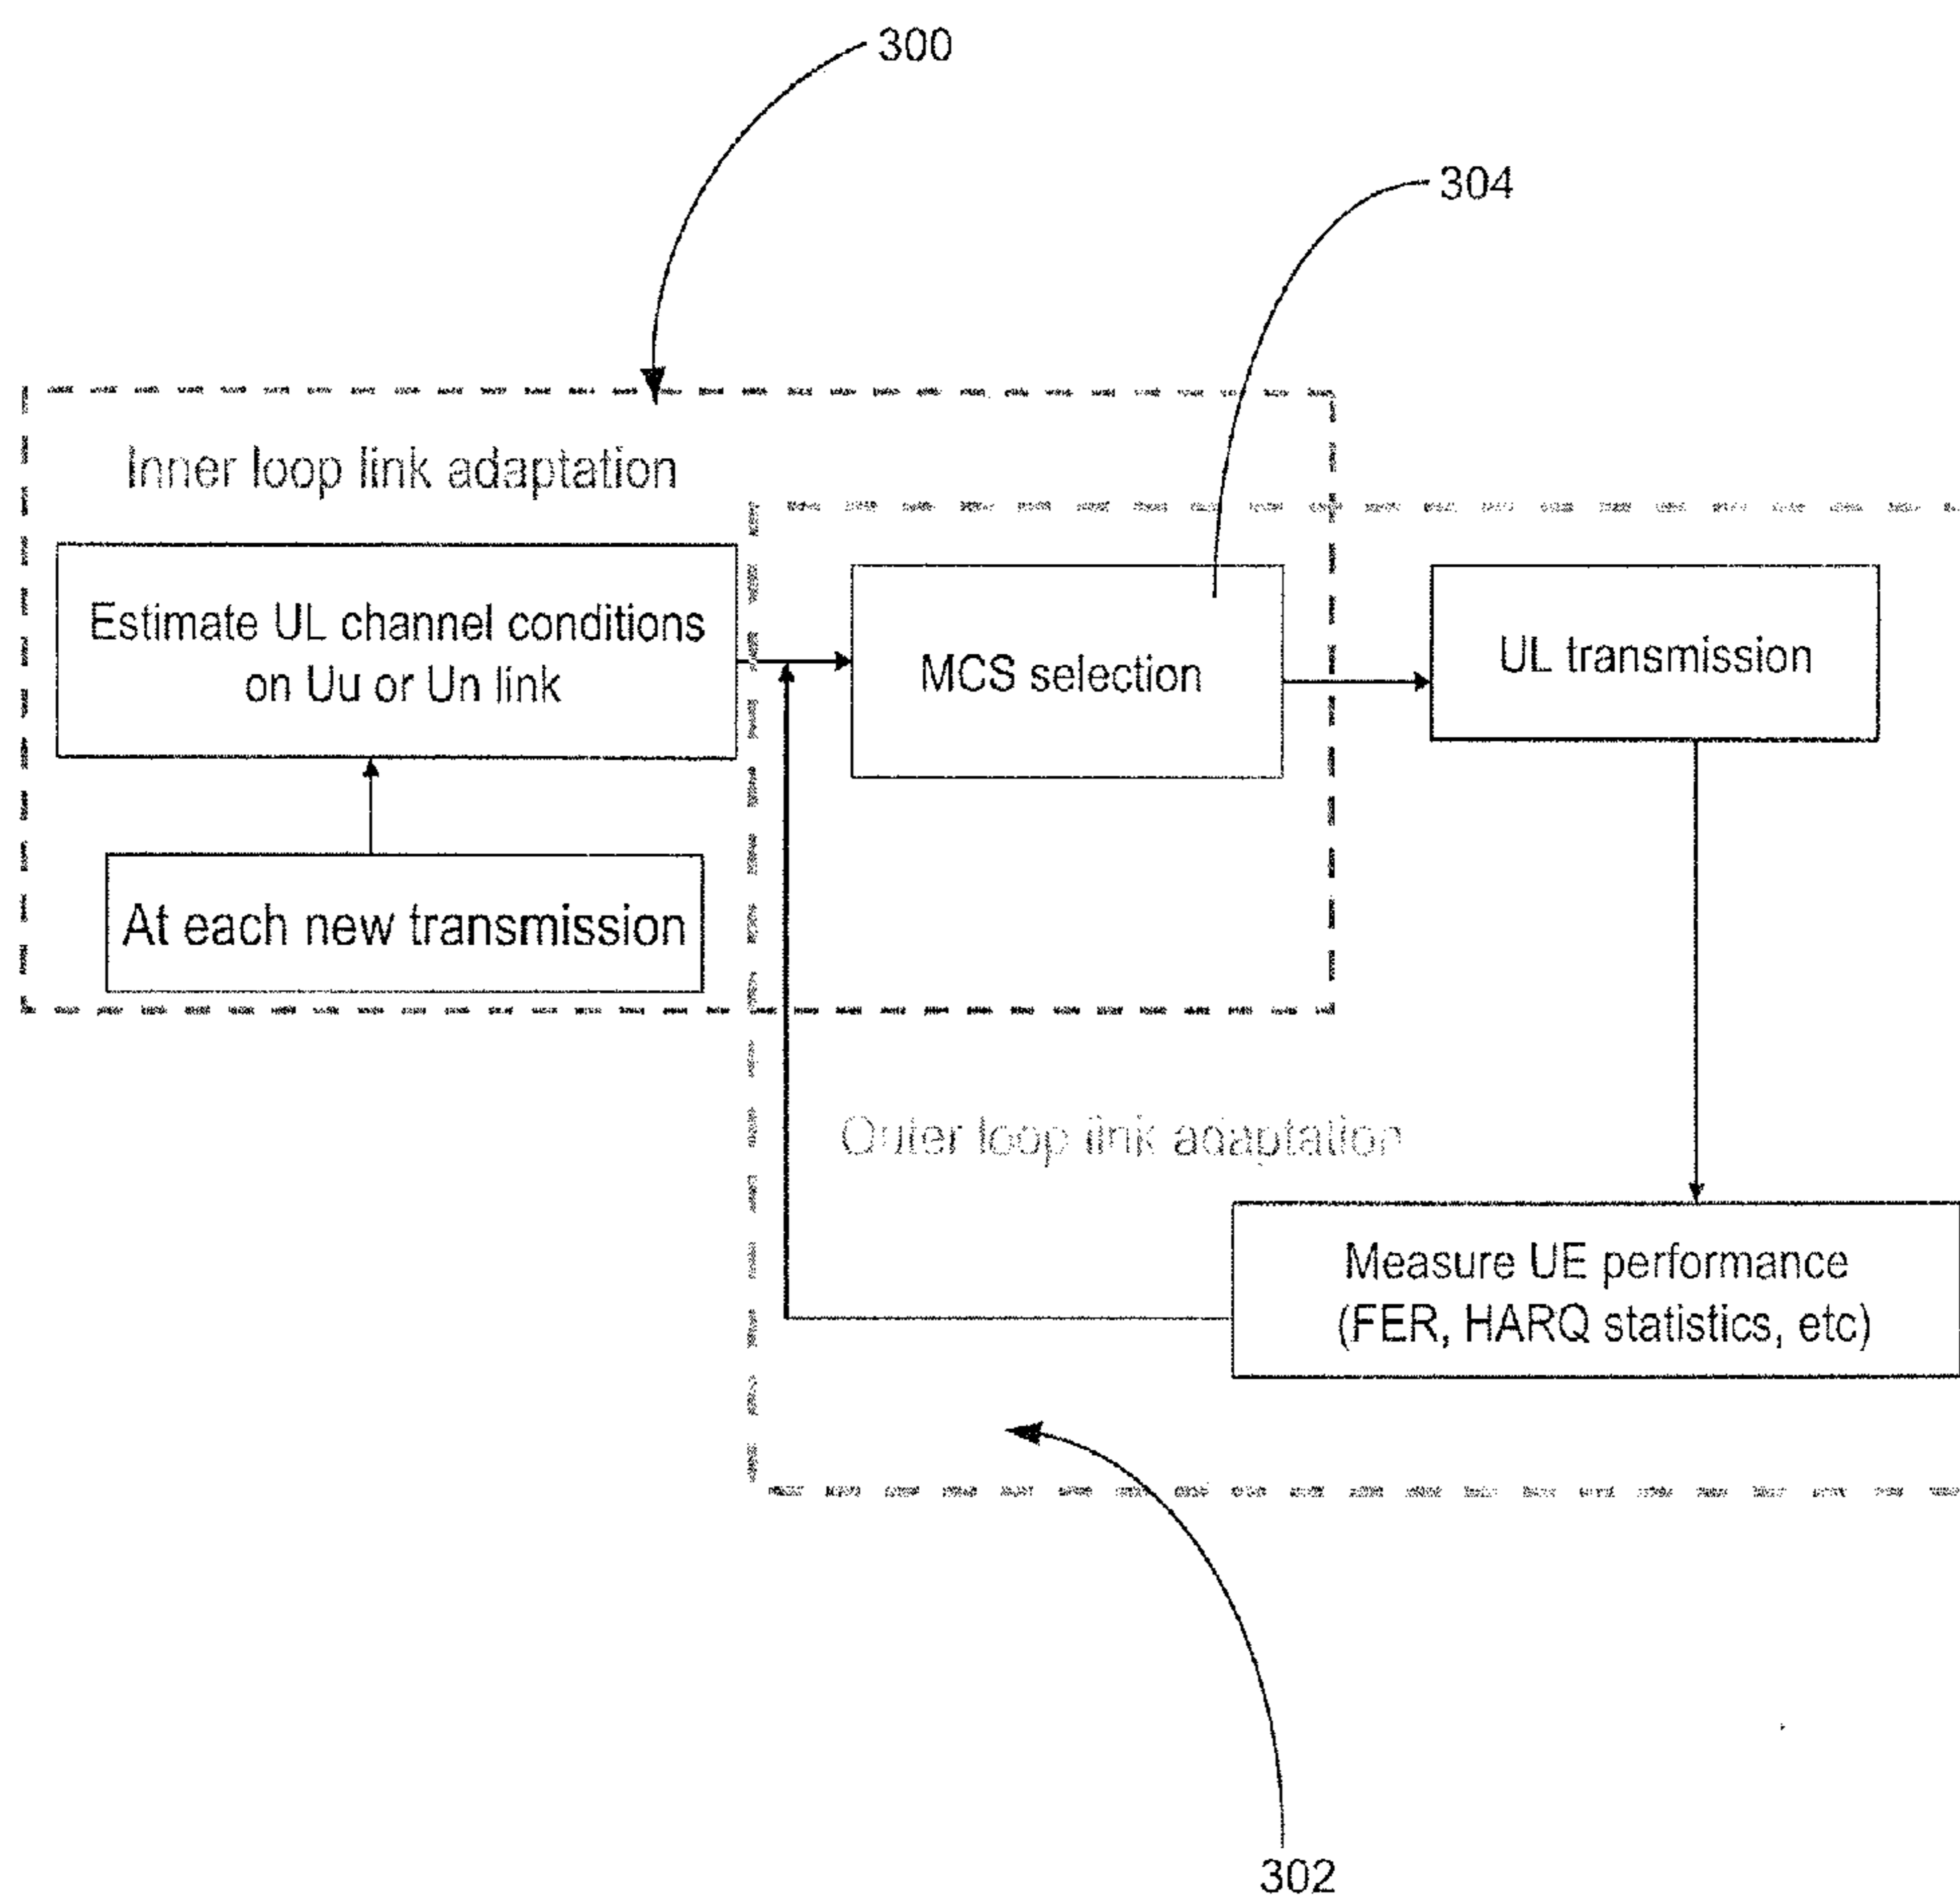 300
304
Inner loop link adaptation
Estimate UL channel conditions
on Uu or Un link
MCS selection
UL transmission
At each new transmission
Outer loop link adaptation
Measure UE performance
(FER, HARQ statistics, etc)
302